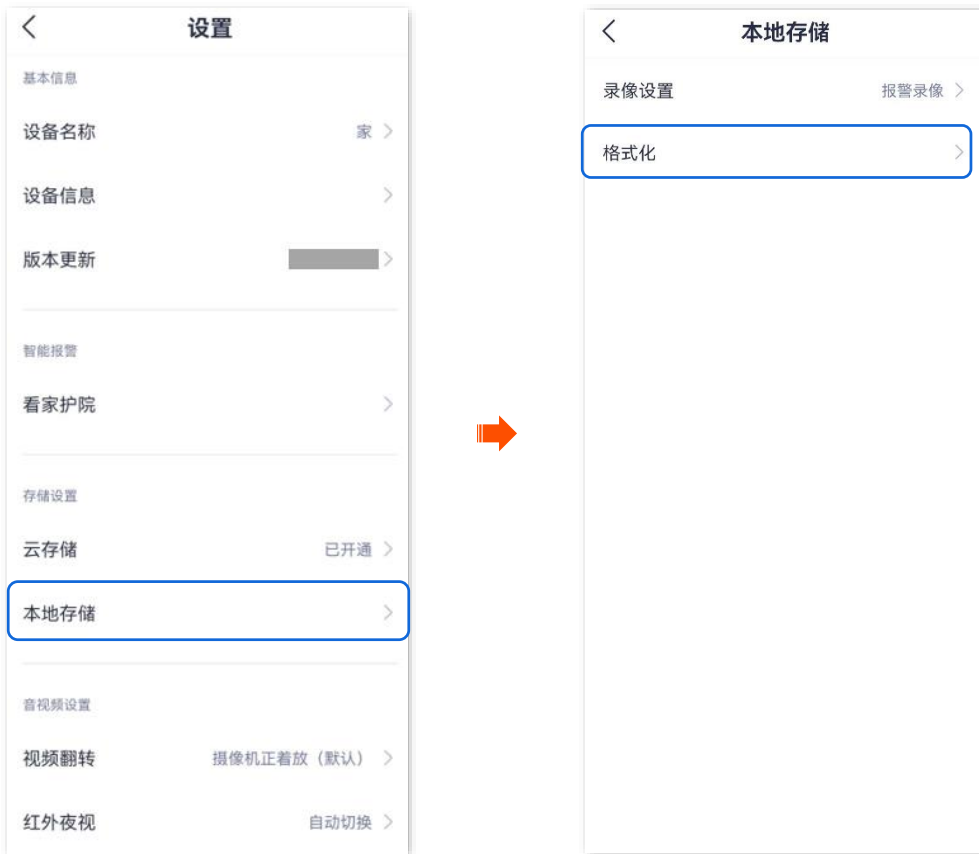 设置
基本信息
设备名称 家
设备信息
版本更新
智能报警
看家护院
存储设置
云存储 已开通
本地存储
音视频设置
视频翻转 摄像机正着放（默认）
红外夜视 自动切换
本地存储
录像设置 报警录像
格式化